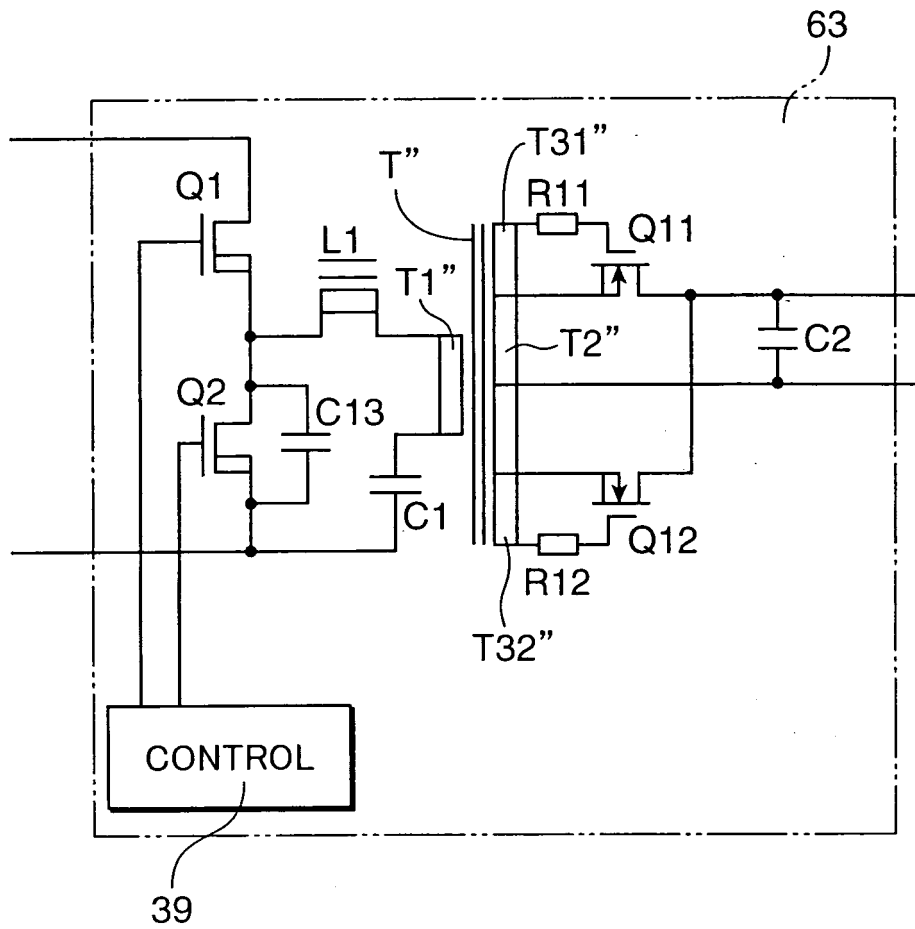 63
T31”
T”
R11
Q1
Q11
L1
T1”
T2”
C2
Q2
C13
C1
Q12
R12
T32”
CONTROL
39